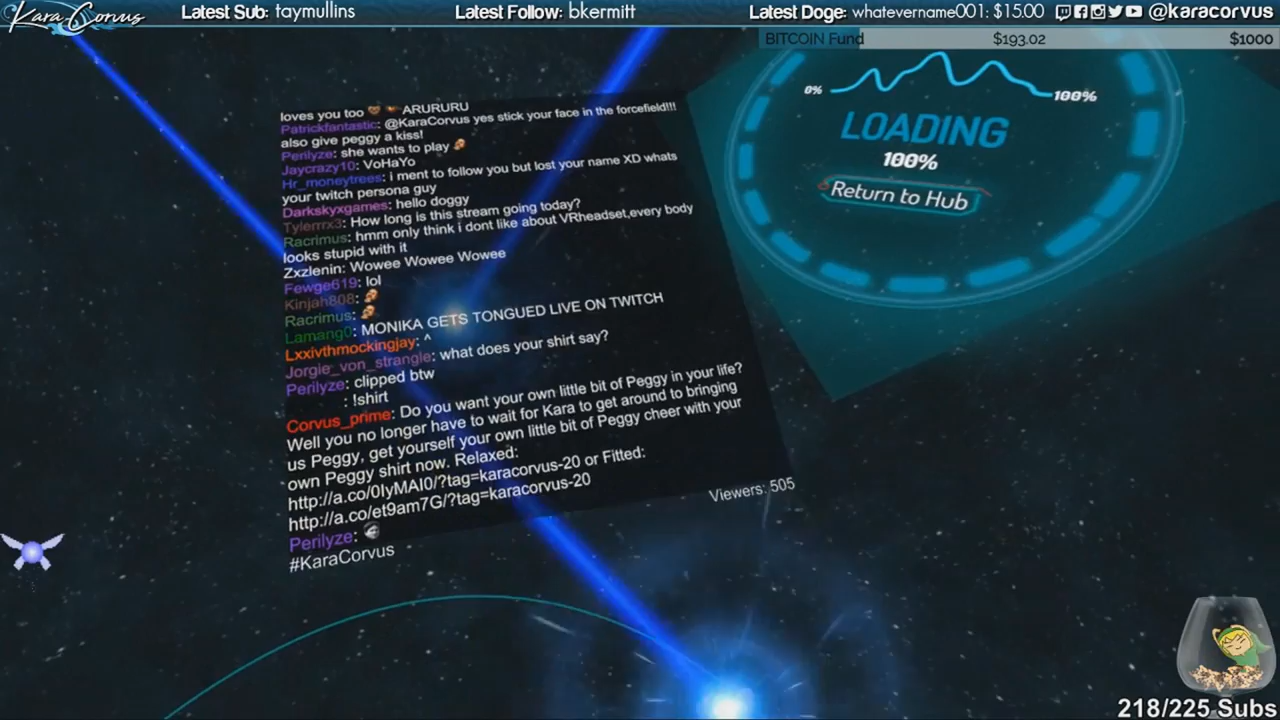 Kara Corvus
Latest Sub: taymullins
Latest Follow: bkermitt
Latest Doge: whatevername001: $15.00
@karacorvus
BITCOIN Fund
$193.02
$1000
0%
100%
LOADING
100%
Return to Hub
loves you too ARURURU
Patrickfantastic: @KaraCorvus yes stick your face in the forcefield!!!
also give peggy a kiss!
Perilyze: she wants to play
Jaycrazy10: VoHaYo
Hr_moneytrees: i ment to follow you but lost your name XD whats
your twitch persona guy
Darkskyxgames: hello doggy
Tylerrrx3: How long is this stream going today?
Racrimus: hmm only think i dont like about VRheadset,every body
looks stupid with it
Zxzlenin: Wowee Wowee Wowee
Fewge619: lol
Kinjah808:
Racrimus:
Lamang0: MONIKA GETS TONGUED LIVE ON TWITCH
Lxxivthmockingjay: ^
Jorgie_von_strangle: what does your shirt say?
Perilyze: clipped btw
: !shirt
Corvus_prime: Do you want your own little bit of Peggy in your life?
Well you no longer have to wait for Kara to get around to bringing
us Peggy, get yourself your own little bit of Peggy cheer with your
own Peggy shirt now. Relaxed:
http://a.co/0IyMAI0/?tag=karacorvus-20 or Fitted:
http://a.co/et9am7G/?tag=karacorvus-20
Perilyze:
#KaraCorvus
Viewers: 505
218/225 Subs